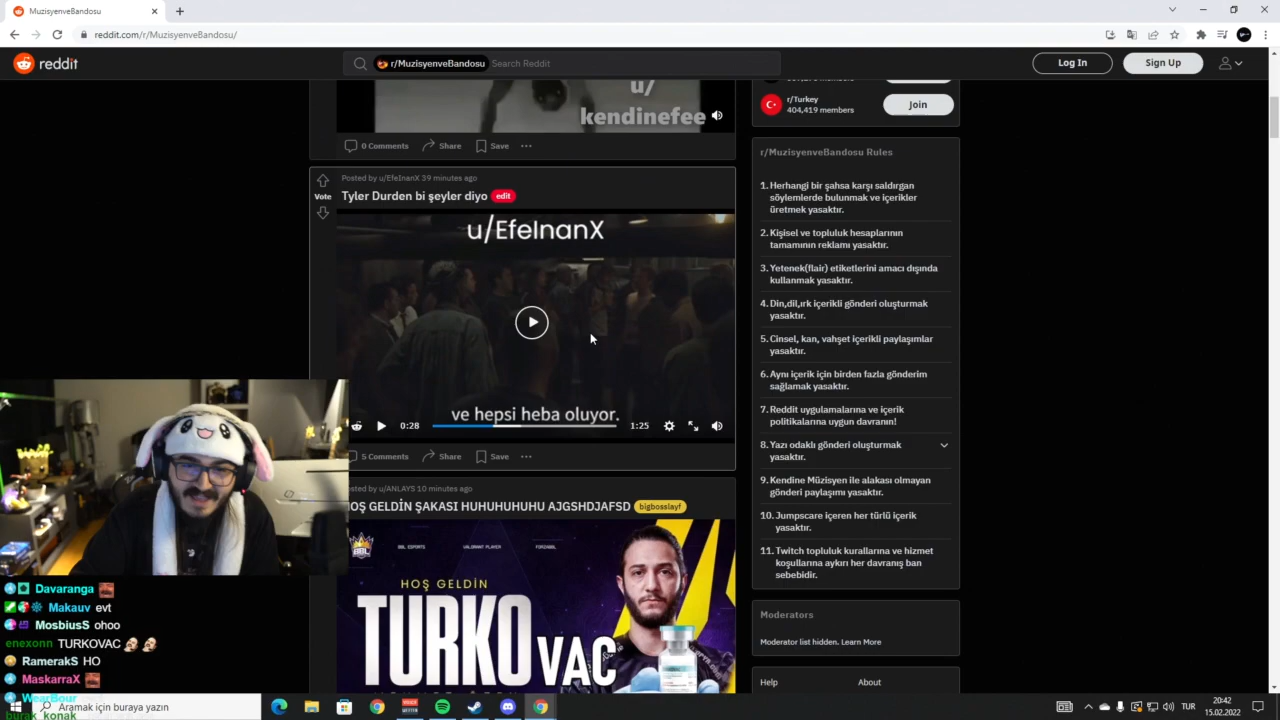 MuzisyenveBandosu
reddit.com/r/MuzisyenveBandosu/
reddit
r/MuzisyenveBandosu
Search Reddit
Log In
Sign Up
u/
kendinefee
0 Comments
Share
Save
r/Turkey
404,419 members
Join
Posted by u/EfeInanX 39 minutes ago
Vote
Tyler Durden bi şeyler diyo
edit
u/EfeInanX
ve hepsi heba oluyor.
0:28
1:25
5 Comments
Share
Save
r/MuzisyenveBandosu Rules
1. Herhangi bir şahsa karşı saldırgan
söylemlerde bulunmak ve içerikler
üretmek yasaktır.
2. Kişisel ve topluluk hesaplarının
tamamının reklamı yasaktır.
3. Yetenek(flair) etiketlerini amacı dışında
kullanmak yasaktır.
4. Din,dil,ırk içerikli gönderi oluşturmak
yasaktır.
5. Cinsel, kan, vahşet içerikli paylaşımlar
yasaktır.
6. Aynı içerik için birden fazla gönderim
sağlamak yasaktır.
7. Reddit uygulamalarına ve içerik
politikalarına uygun davranın!
8. Yazı odaklı gönderi oluşturmak
yasaktır.
9. Kendine Müzisyen ile alakası olmayan
gönderi paylaşımı yasaktır.
10. Jumpscare içeren her türlü içerik
yasaktır.
11. Twitch topluluk kurallarına ve hizmet
koşullarına aykırı her davranış ban
sebebidir.
Moderators
Moderator list hidden. Learn More
Help
About
sted by u/ANLAYS 10 minutes ago
OŞ GELDİN ŞAKASI HUHUHUHUHU AJGSHDJAFSD
bigbosslayf
BBL ESPORTS
VALORANT PLAYER
FORZABBL
HOŞ GELDİN
TURKOVAC
Davaranga
Makauv evt
MosbiusS ohoo
enexonn TURKOVAC
RamerakS HO
MaskarraX
WearBour
burak_konak
Aramak için buraya yazın
TUR
20:42
15.02.2022